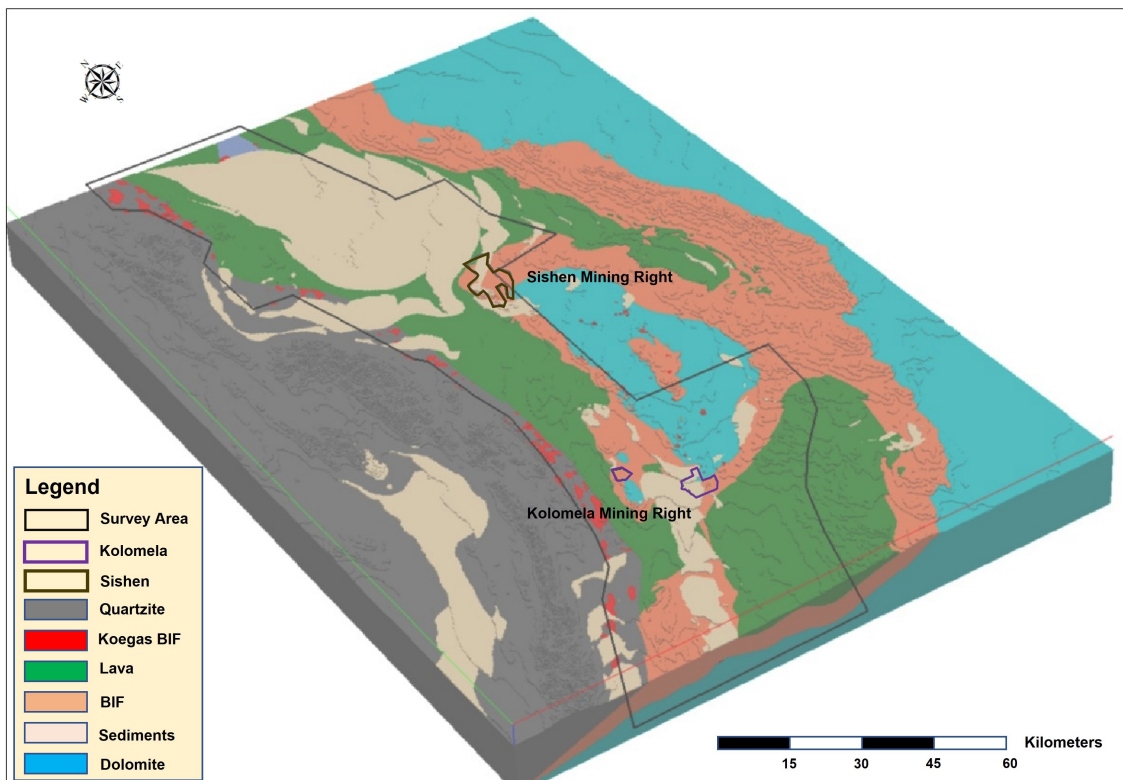 N
E
W
S
Sishen Mining Right
Kolomela Mining Right
Legend
Survey Area
Kolomela
Sishen
Quartzite
Koegas BIF
Lava
BIF
Sediments
Dolomite
Kilometers
15 30 45 60